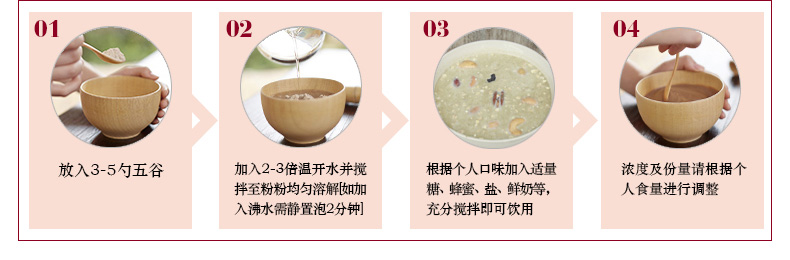 01
放入3-5勺五谷
02
加入2-3倍温开水并搅
拌至粉粉均匀溶解[如加
入沸水需静置泡2分钟]
03
根据个人口味加入适量
糖、蜂蜜、盐、鲜奶等，
充分搅拌即可饮用
04
浓度及份量请根据个
人食量进行调整